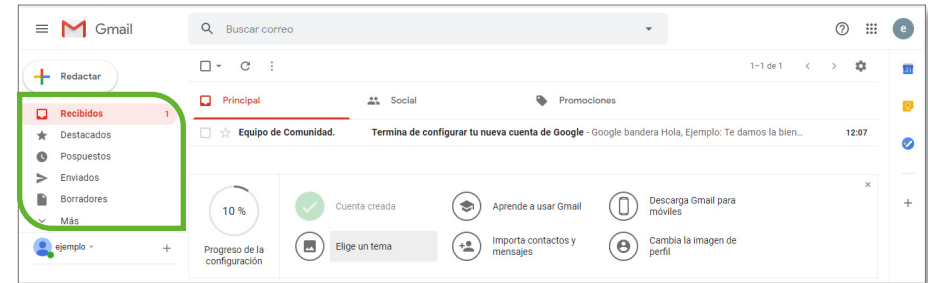 Gmail
Buscar correo
e
Redactar
1–1 de 1
31
Principal
Social
Promociones
Recibidos 1
Destacados
Pospuestos
Enviados
Borradores
Más
ejemplo
Equipo de Comunidad. Termina de configurar tu nueva cuenta de Google - Google bandera Hola, Ejemplo: Te damos la bien... 12:07
10 %
Progreso de la
configuración
Cuenta creada
Aprende a usar Gmail
Descarga Gmail para
móviles
Elige un tema
Importa contactos y
mensajes
Cambia la imagen de
perfil